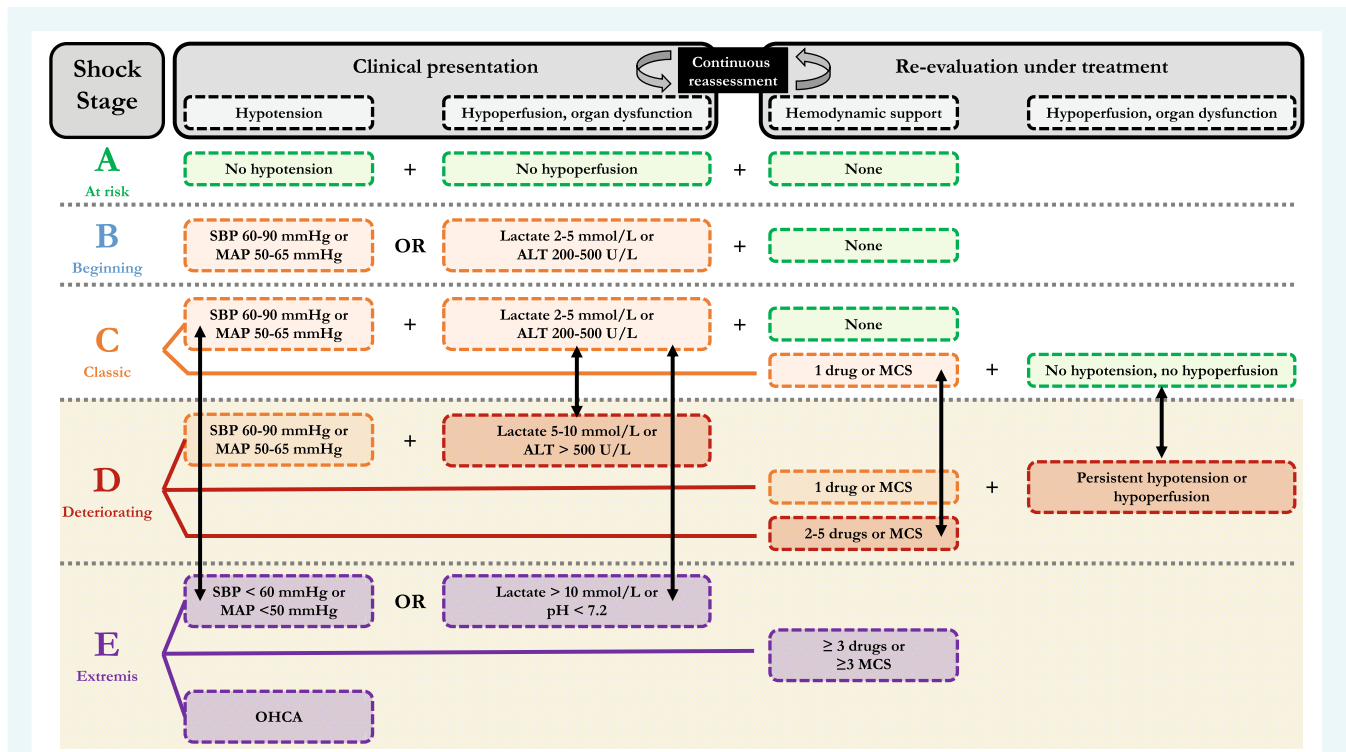 Shock
Stage
Clinical presentation
Continuous
reassessment
Re-evaluation under treatment
Hypotension
Hypoperfusion, organ dysfunction
Hemodynamic support
Hypoperfusion, organ dysfunction
A
At risk
No hypotension
+
No hypoperfusion
+
None
B
Beginning
SBP 60-90 mmHg or
MAP 50-65 mmHg
OR
Lactate 2-5 mmol/L or
ALT 200-500 U/L
+
None
C
Classic
SBP 60-90 mmHg or
MAP 50-65 mmHg
+
Lactate 2-5 mmol/L or
ALT 200-500 U/L
+
None
1 drug or MCS
+
No hypotension, no hypoperfusion
D
Deteriorating
SBP 60-90 mmHg or
MAP 50-65 mmHg
+
Lactate 5-10 mmol/L or
ALT > 500 U/L
1 drug or MCS
+
Persistent hypotension or
hypoperfusion
2-5 drugs or MCS
E
Extremis
SBP < 60 mmHg or
MAP <50 mmHg
OR
Lactate > 10 mmol/L or
pH < 7.2
≥ 3 drugs or
≥3 MCS
OHCA